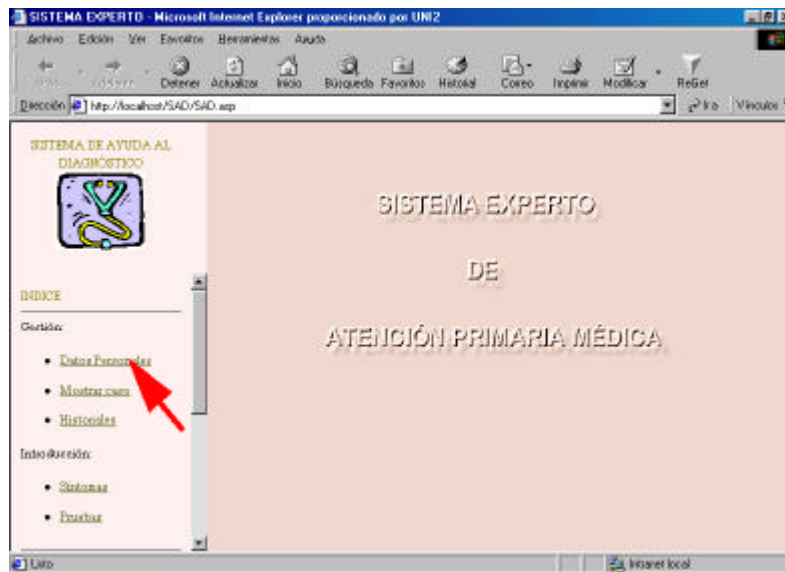 SISTEMA EXPERTO - Microsoft Internet Explorer proporcionado por UNI2
Archivo Edición Ver Favoritos Herramientas Ayuda
Detener Actualizar Inicio Búsqueda Favoritos Historial Correo Imprimir Modificar ReGet
Dirección http://localhost/SAD/SAD.asp Ir a Vínculos
SISTEMA DE AYUDA AL
DIAGNÓSTICO
SISTEMA EXPERTO
DE
ATENCIÓN PRIMARIA MÉDICA
INDICE
Gestión:
Datos Personales
Mostrar caso
Historiales
Introducción:
Síntomas
Pruebas
Listo
Intranet local